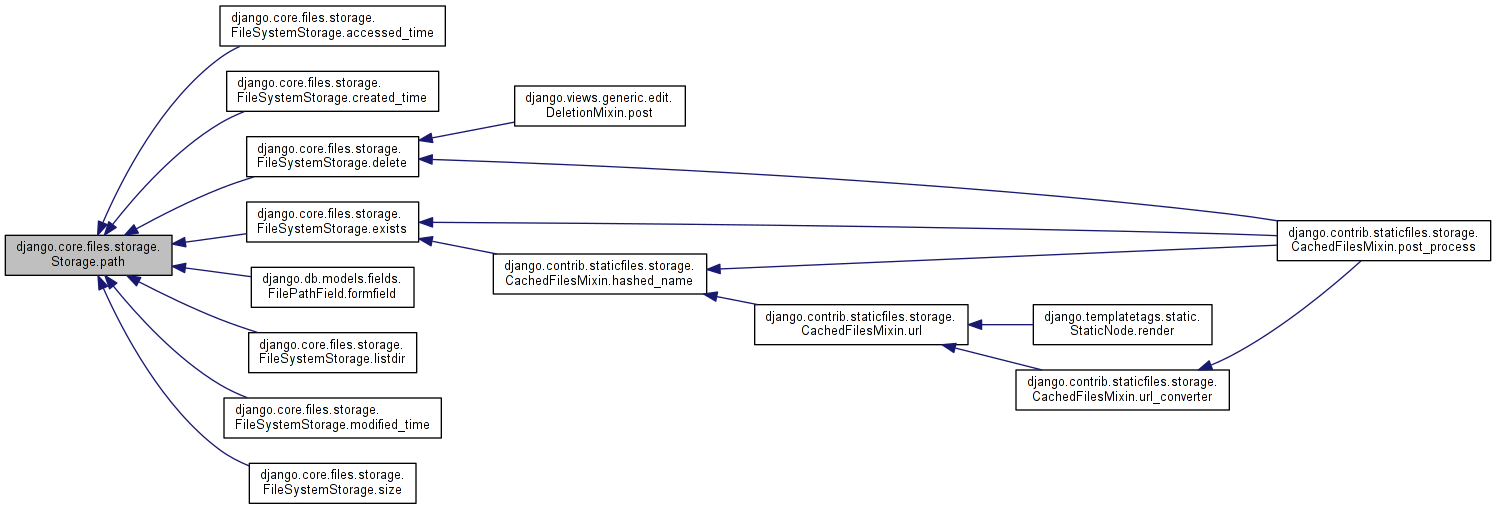 django.core.files.storage.
FileSystemStorage.accessed_time
django.core.files.storage.
FileSystemStorage.created_time
django.views.generic.edit.
DeletionMixin.post
django.core.files.storage.
FileSystemStorage.delete
django.core.files.storage.
FileSystemStorage.exists
django.contrib.staticfiles.storage.
CachedFilesMixin.post_process
django.core.files.storage.
Storage.path
django.contrib.staticfiles.storage.
CachedFilesMixin.hashed_name
django.db.models.fields.
FilePathField.formfield
django.contrib.staticfiles.storage.
CachedFilesMixin.url
django.templatetags.static.
StaticNode.render
django.core.files.storage.
FileSystemStorage.listdir
django.contrib.staticfiles.storage.
CachedFilesMixin.url_converter
django.core.files.storage.
FileSystemStorage.modified_time
django.core.files.storage.
FileSystemStorage.size